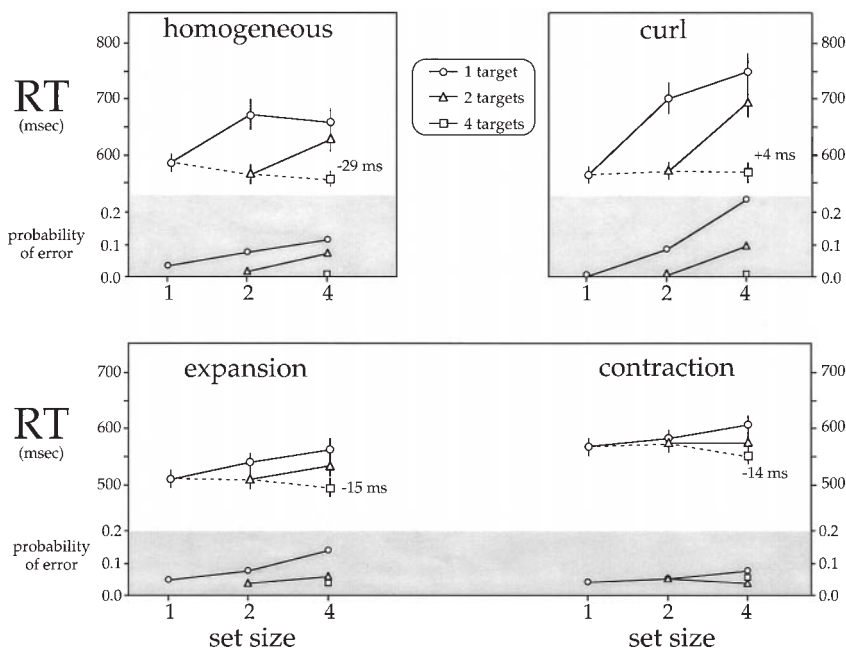 homogeneous
curl
800
700
600
RT
(msec)
1 target
2 targets
4 targets
-29 ms
800
700
600
+4 ms
probability
of error
0.2
0.1
0.0
0.2
0.1
0.0
1 2 4
1 2 4
expansion
contraction
700
600
500
RT
(msec)
-15 ms
700
600
500
-14 ms
probability
of error
0.2
0.1
0.0
0.2
0.1
0.0
1 2 4
1 2 4
set size
set size